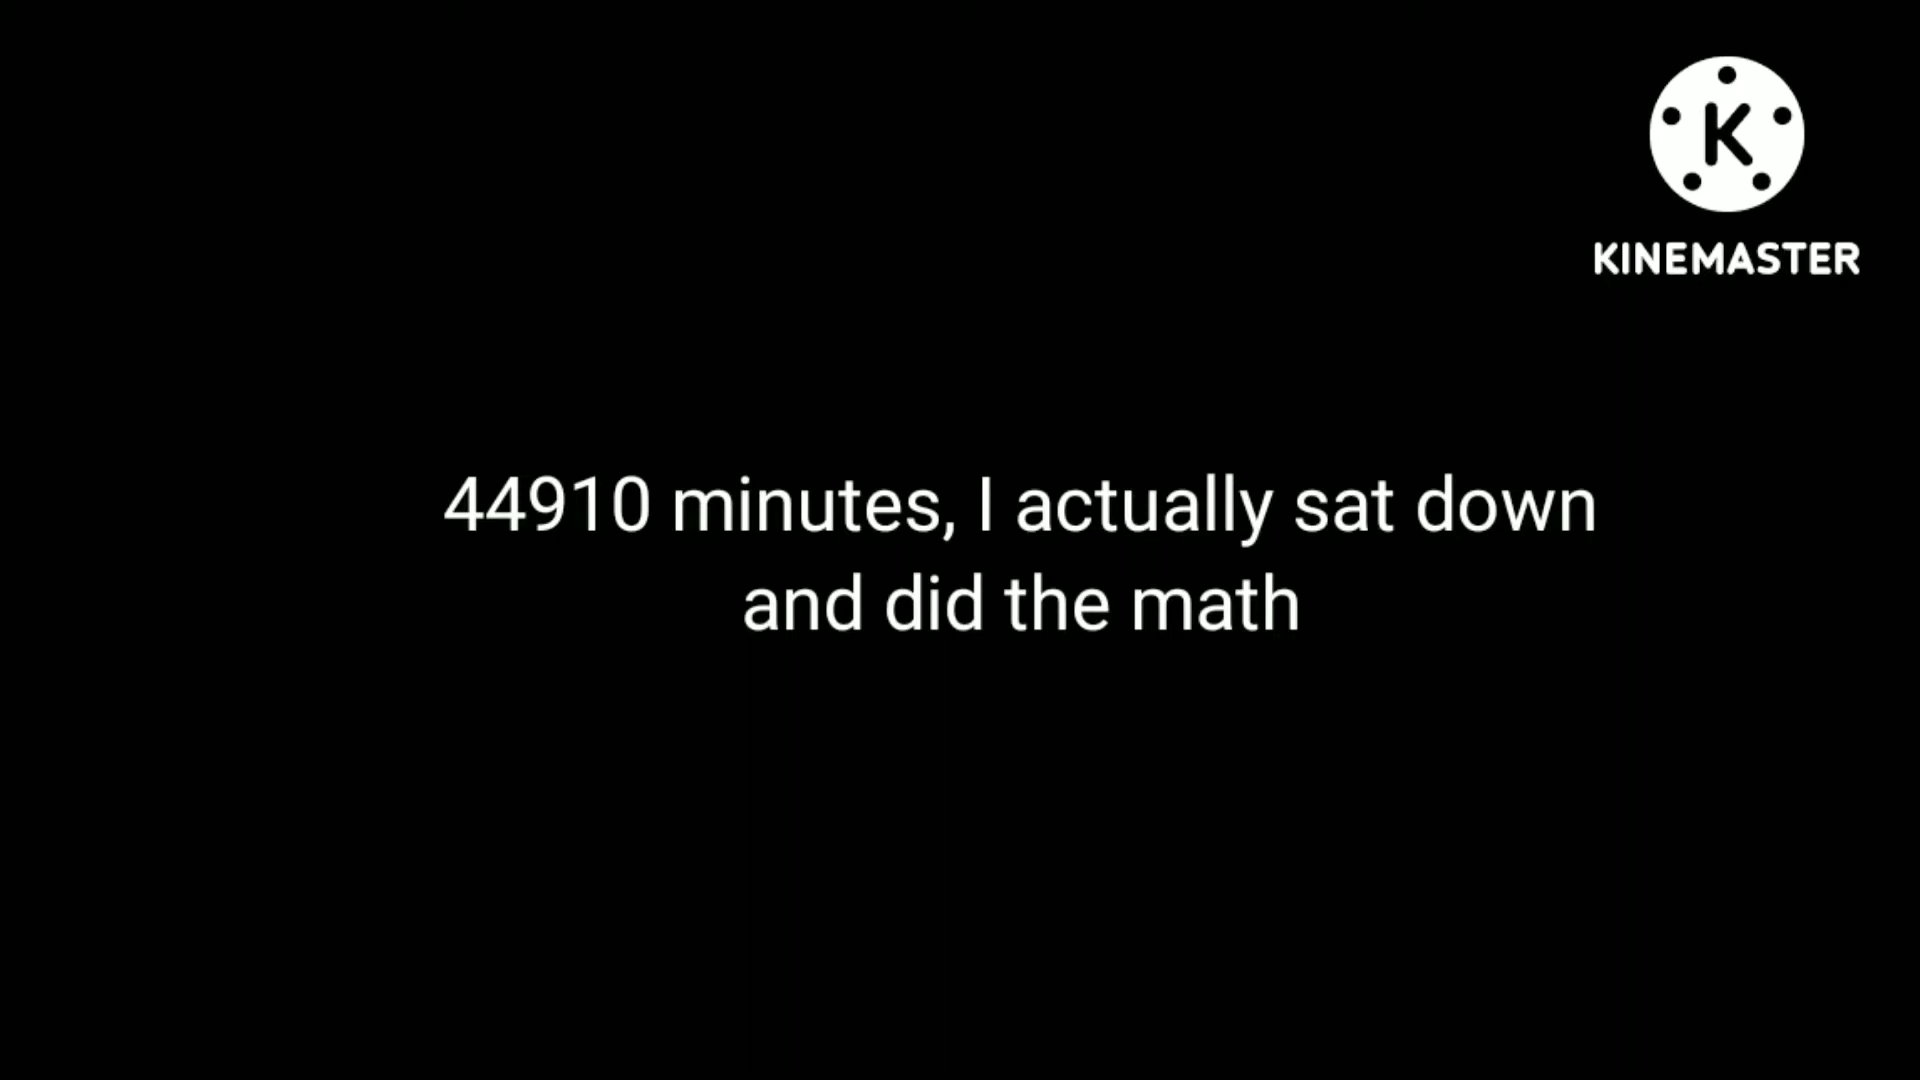 K
KINEMASTER
44910 minutes, I actually sat down
and did the math